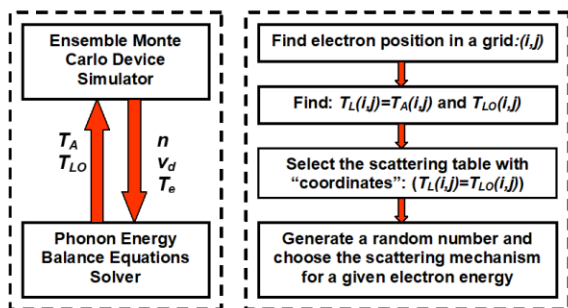 Ensemble Monte
Carlo Device
Simulator
T_A
T_LO
n
v_d
T_e
Phonon Energy
Balance Equations
Solver
Find electron position in a grid:(i,j)
Find: T_L(i,j)=T_A(i,j) and T_LO(i,j)
Select the scattering table with
“coordinates”: (T_L(i,j)=T_LO(i,j))
Generate a random number and
choose the scattering mechanism
for a given electron energy